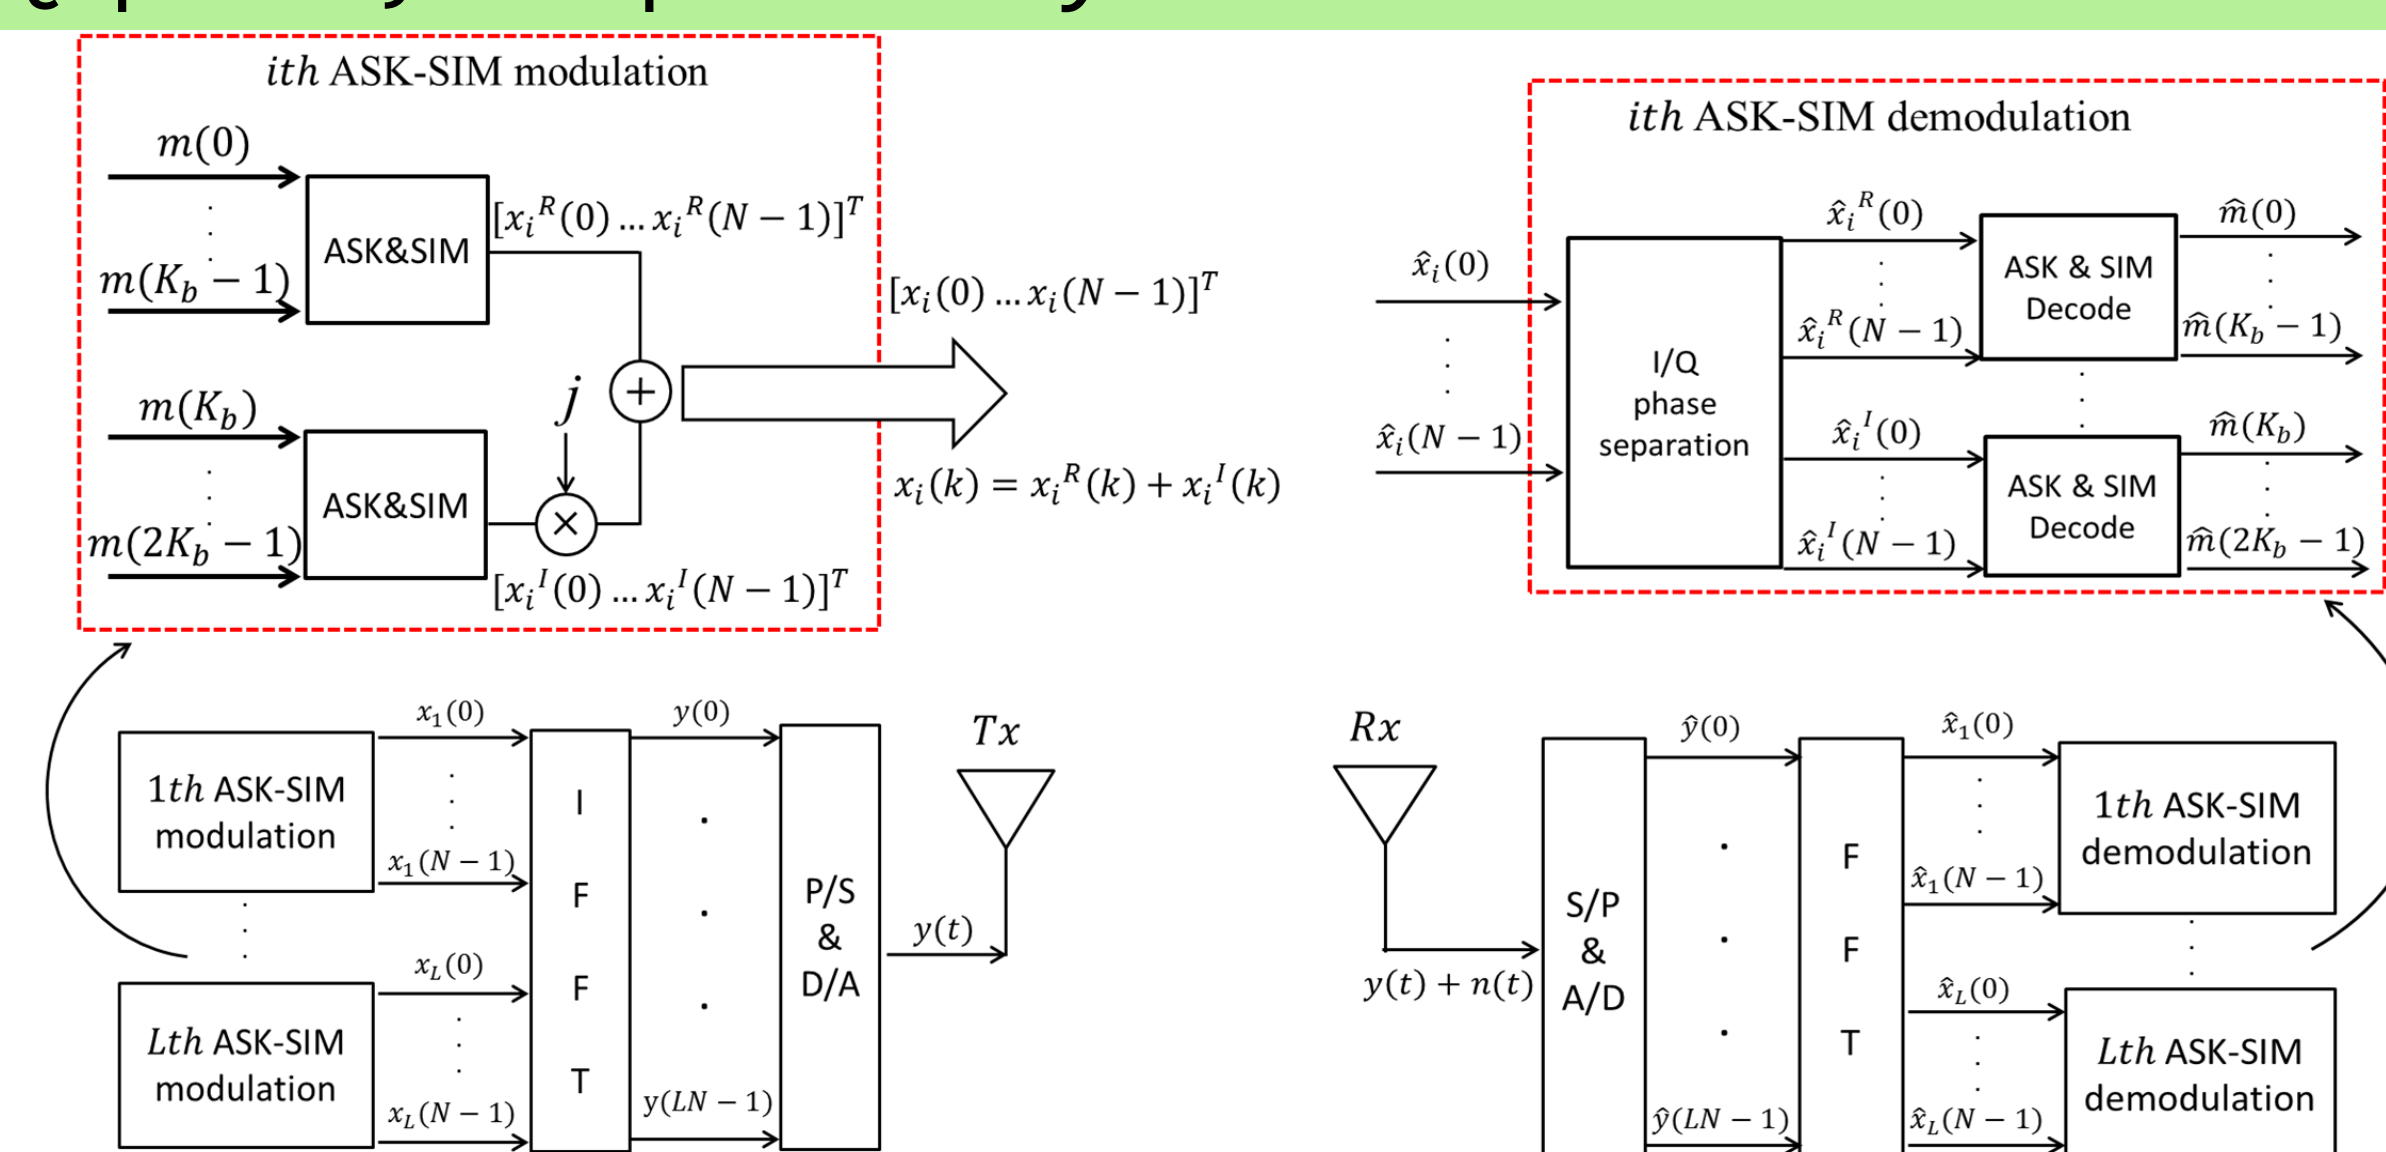 ith ASK-SIM modulation
m(0)
m(K_b − 1)
ASK&SIM
[x_i^R(0) … x_i^R(N − 1)]^T
m(K_b)
m(2K_b − 1)
ASK&SIM
j
+
×
[x_i^I(0) … x_i^I(N − 1)]^T
[x_i(0) … x_i(N − 1)]^T
x_i(k) = x_i^R(k) + x_i^I(k)
ith ASK-SIM demodulation
x̂_i(0)
x̂_i(N − 1)
I/Q
phase
separation
x̂_i^R(0)
x̂_i^R(N − 1)
x̂_i^I(0)
x̂_i^I(N − 1)
ASK & SIM
Decode
m̂(0)
m̂(K_b − 1)
ASK & SIM
Decode
m̂(K_b)
m̂(2K_b − 1)
1th ASK-SIM
modulation
x_1(0)
x_1(N − 1)
Lth ASK-SIM
modulation
x_L(0)
x_L(N − 1)
I
F
F
T
y(0)
y(LN − 1)
P/S
&
D/A
y(t)
Tx
Rx
y(t) + n(t)
S/P
&
A/D
ŷ(0)
ŷ(LN − 1)
F
F
T
x̂_1(0)
x̂_1(N − 1)
1th ASK-SIM
demodulation
x̂_L(0)
x̂_L(N − 1)
Lth ASK-SIM
demodulation